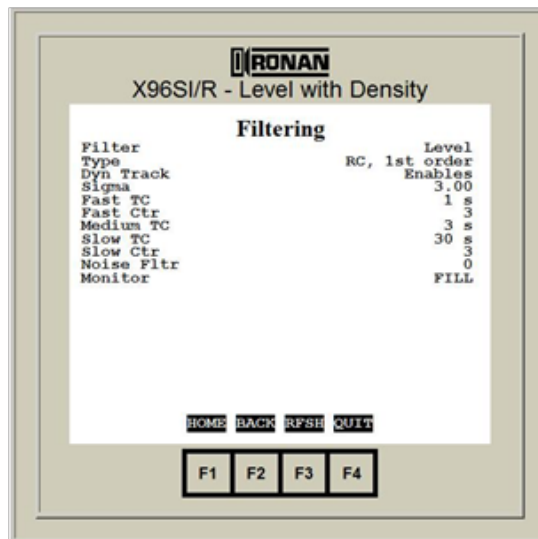 RONAN
X96SI/R - Level with Density
Filtering
Filter Level
Type RC, 1st order
Dyn Track Enables
Sigma 3.00
Fast TC 1 s
Fast Ctr 3
Medium TC 3 s
Slow TC 30 s
Slow Ctr 3
Noise Fltr 0
Monitor FILL
HOME BACK RFSH QUIT
F1 F2 F3 F4